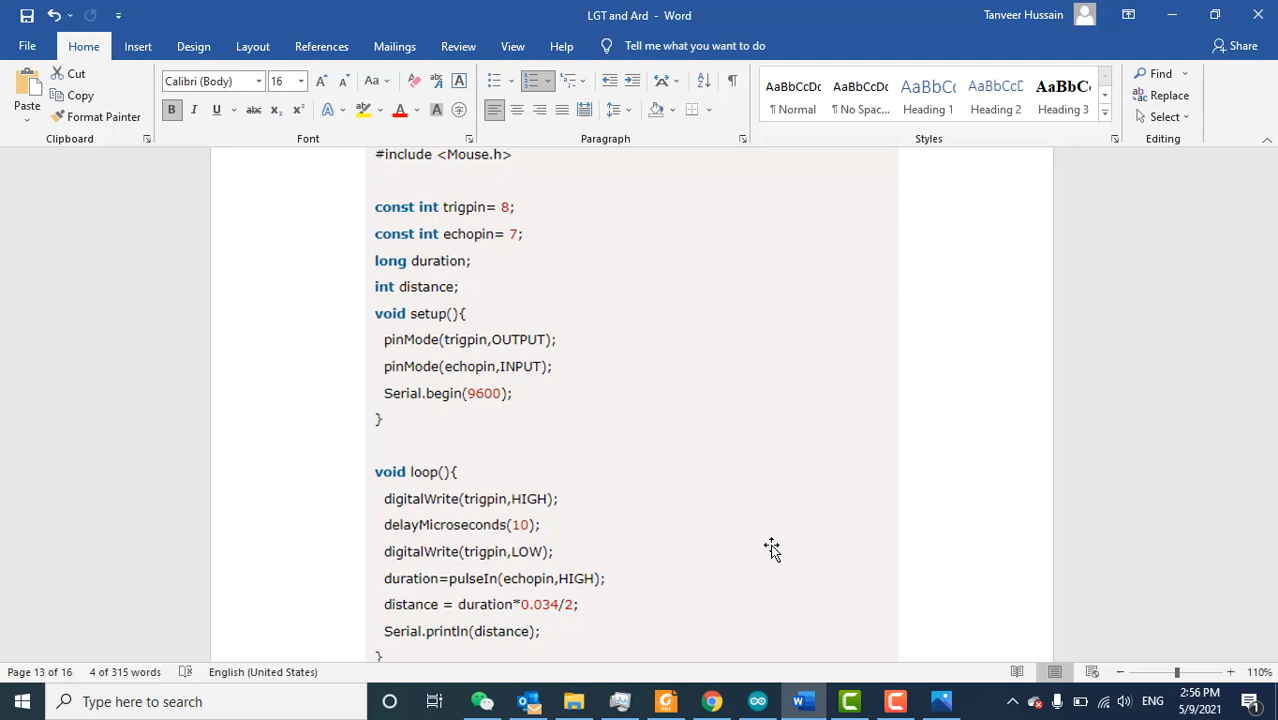 LGT and Ard - Word
Tanveer Hussain
File Home Insert Design Layout References Mailings Review View Help Tell me what you want to do Share
Paste
Cut
Copy
Format Painter
Clipboard
Calibri (Body) 16
Font
Paragraph
AaBbCcDc AaBbCcDc AaBbC AaBbCcD AaBbC
¶ Normal ¶ No Spac... Heading 1 Heading 2 Heading 3
Styles
Find
Replace
Select
Editing
#include <Mouse.h>
const int trigpin= 8;
const int echopin= 7;
long duration;
int distance;
void setup(){
pinMode(trigpin,OUTPUT);
pinMode(echopin,INPUT);
Serial.begin(9600);
}
void loop(){
digitalWrite(trigpin,HIGH);
delayMicroseconds(10);
digitalWrite(trigpin,LOW);
duration=pulseIn(echopin,HIGH);
distance = duration*0.034/2;
Serial.println(distance);
}
Page 13 of 16 4 of 315 words English (United States) 110%
Type here to search
ENG
2:56 PM
5/9/2021